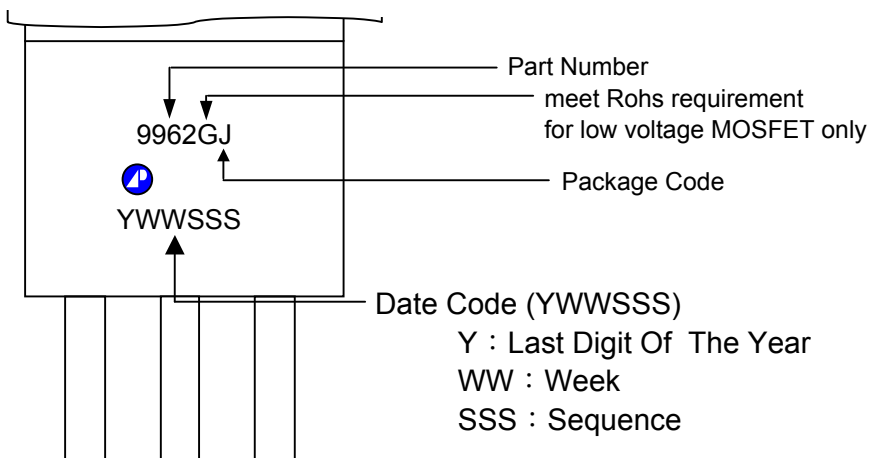 Part Number
meet Rohs requirement
for low voltage MOSFET only
9962GJ
Package Code
YWWSSS
Date Code (YWWSSS)
Y：Last Digit Of The Year
WW：Week
SSS：Sequence